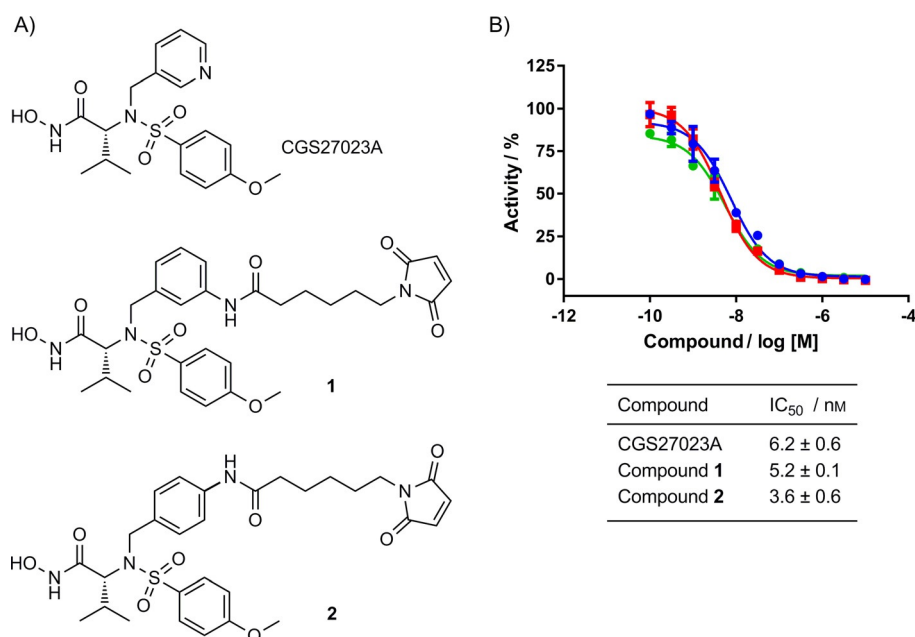 A)
N
O
HO
N
H
N
S
O
O
O
CGS27023A
O
HO
N
H
N
S
O
O
O
N
H
O
N
O
O
1
O
HO
N
H
N
S
O
O
O
H
N
O
N
O
O
2
B)
125
100
75
50
25
0
Activity / %
-12
-10
-8
-6
-4
Compound / log [M]
Compound IC50 / nM
CGS27023A 6.2 ± 0.6
Compound 1 5.2 ± 0.1
Compound 2 3.6 ± 0.6